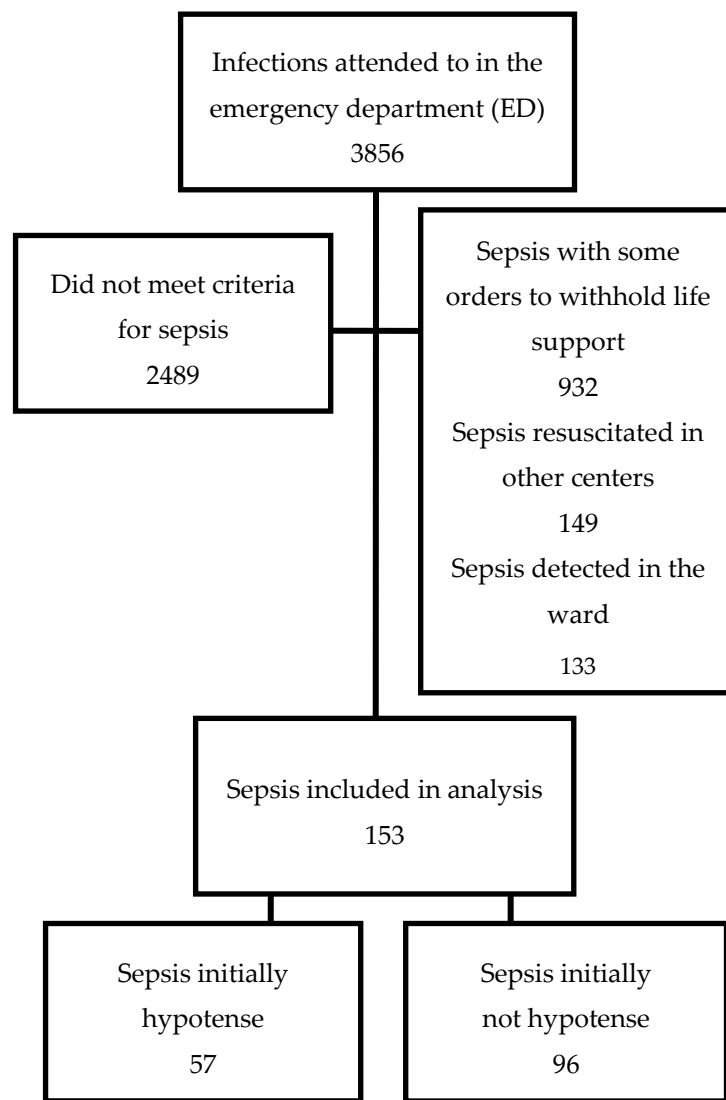 Infections attended to in the
emergency department (ED)
3856
Did not meet criteria
for sepsis
2489
Sepsis with some
orders to withhold life
support
932
Sepsis resuscitated in
other centers
149
Sepsis detected in the
ward
133
Sepsis included in analysis
153
Sepsis initially
hypotense
57
Sepsis initially
not hypotense
96